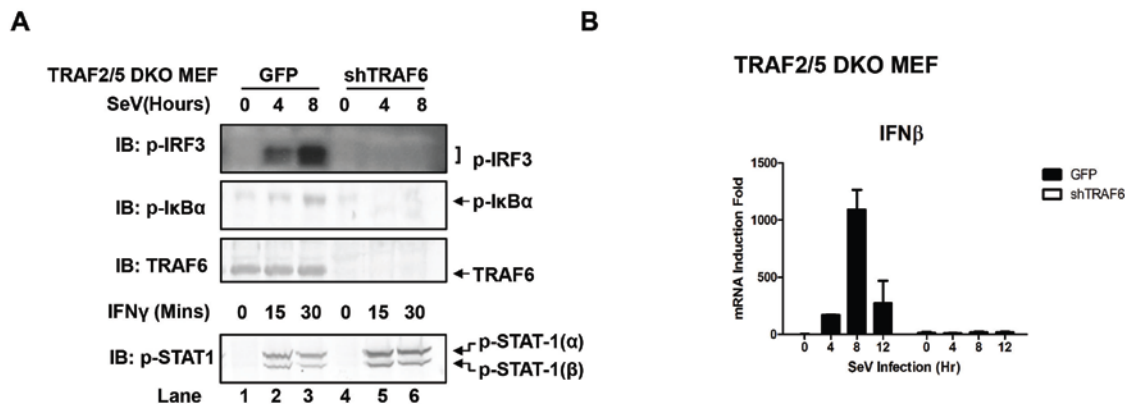 A
TRAF2/5 DKO MEF GFP shTRAF6
SeV(Hours) 0 4 8 0 4 8
IB: p-IRF3 p-IRF3
IB: p-IκBα p-IκBα
IB: TRAF6 TRAF6
IFNγ (Mins) 0 15 30 0 15 30
IB: p-STAT1 p-STAT-1(α)
p-STAT-1(β)
Lane 1 2 3 4 5 6
B
TRAF2/5 DKO MEF
IFNβ
mRNA Induction Fold
1500
1000
500
0
0 4 8 12 0 4 8 12
SeV Infection (Hr)
GFP
shTRAF6